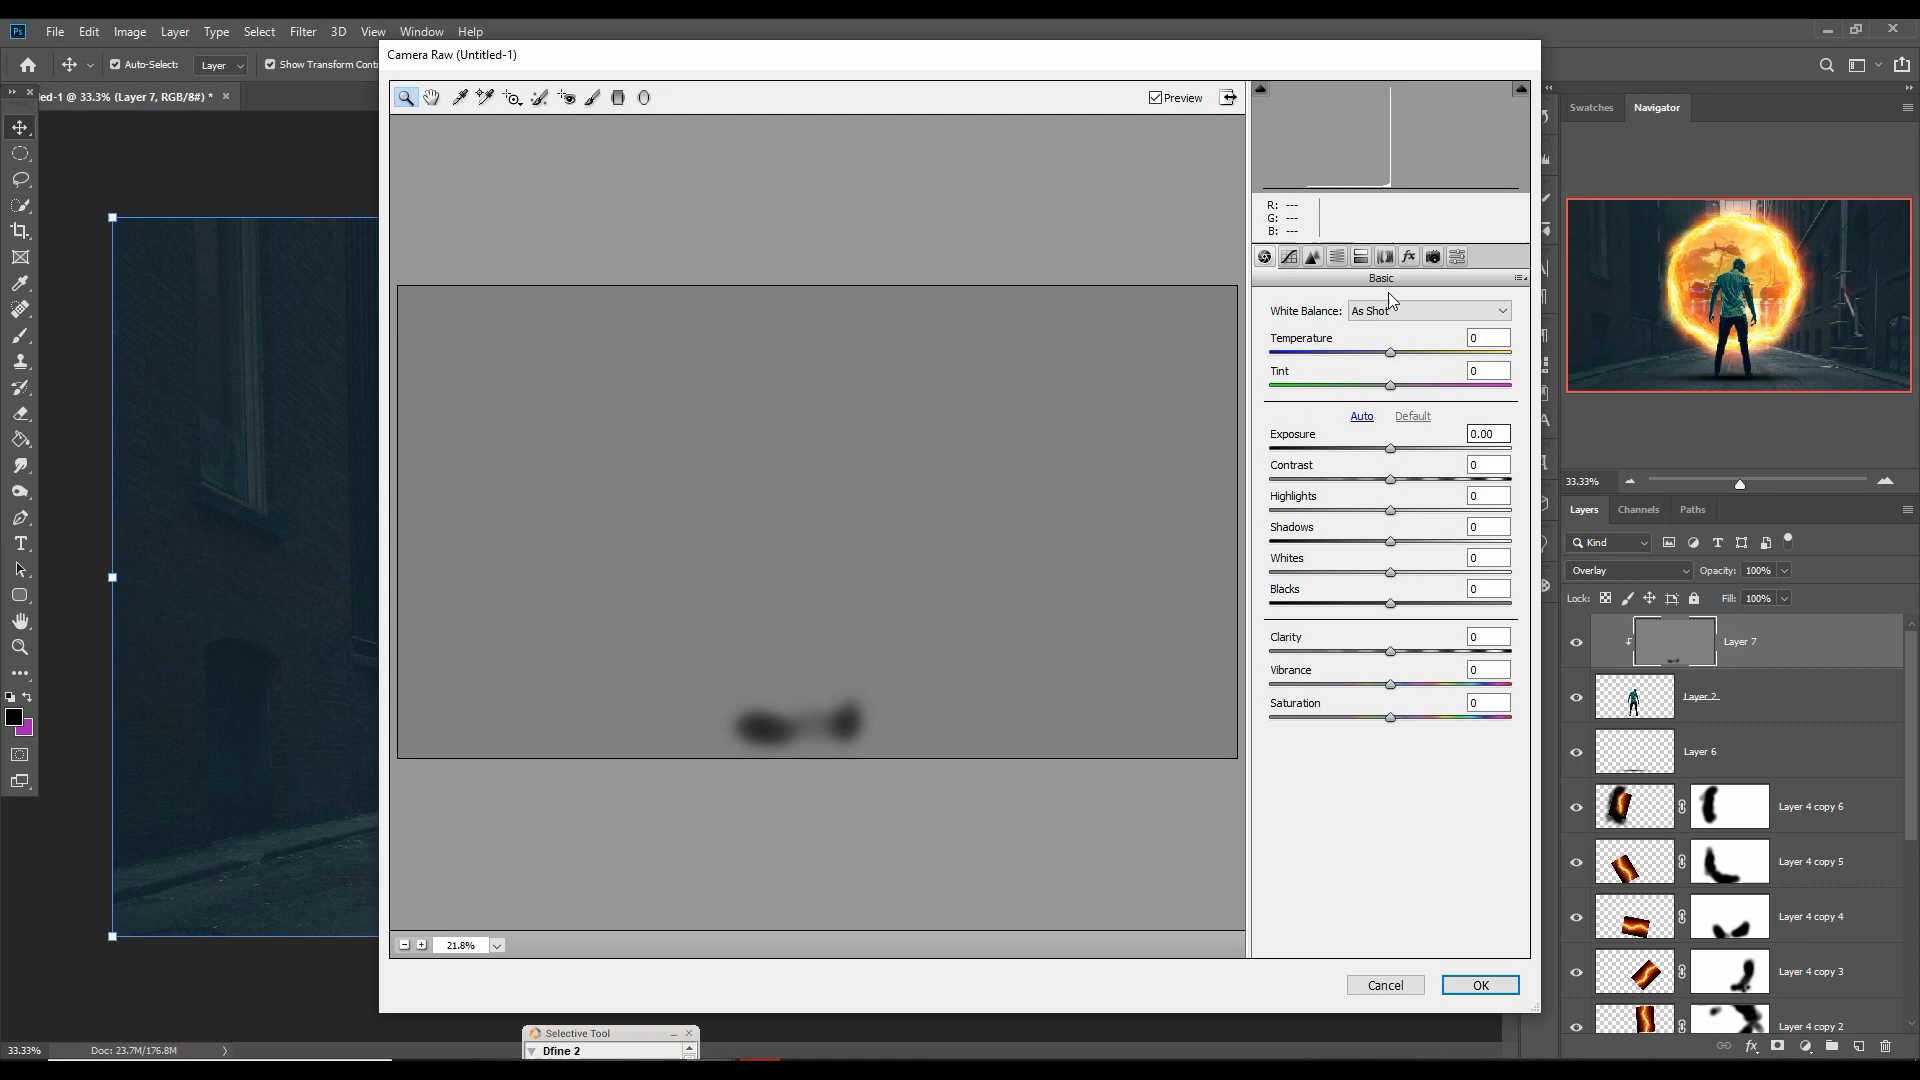 Ps File Edit Image Layer Type Select Filter 3D View Window Help
Camera Raw (Untitled-1)
Auto-Select: Layer Show Transform Cont
ed-1 @ 33.3% (Layer 7, RGB/8#) *
Preview
Swatches Navigator
R: ---
G: ---
B: ---
fx
Basic
White Balance: As Shot
Temperature 0
Tint 0
Auto Default
Exposure 0.00
Contrast 0
Highlights 0
Shadows 0
Whites 0
Blacks 0
Clarity 0
Vibrance 0
Saturation 0
33.33%
Layers Channels Paths
Kind
Overlay Opacity: 100%
Lock: Fill: 100%
Layer 7
Layer 2
Layer 6
Layer 4 copy 6
Layer 4 copy 5
Layer 4 copy 4
Layer 4 copy 3
Layer 4 copy 2
fx
21.8%
Cancel OK
Selective Tool
Dfine 2
33.33% Doc: 23.7M/176.8M